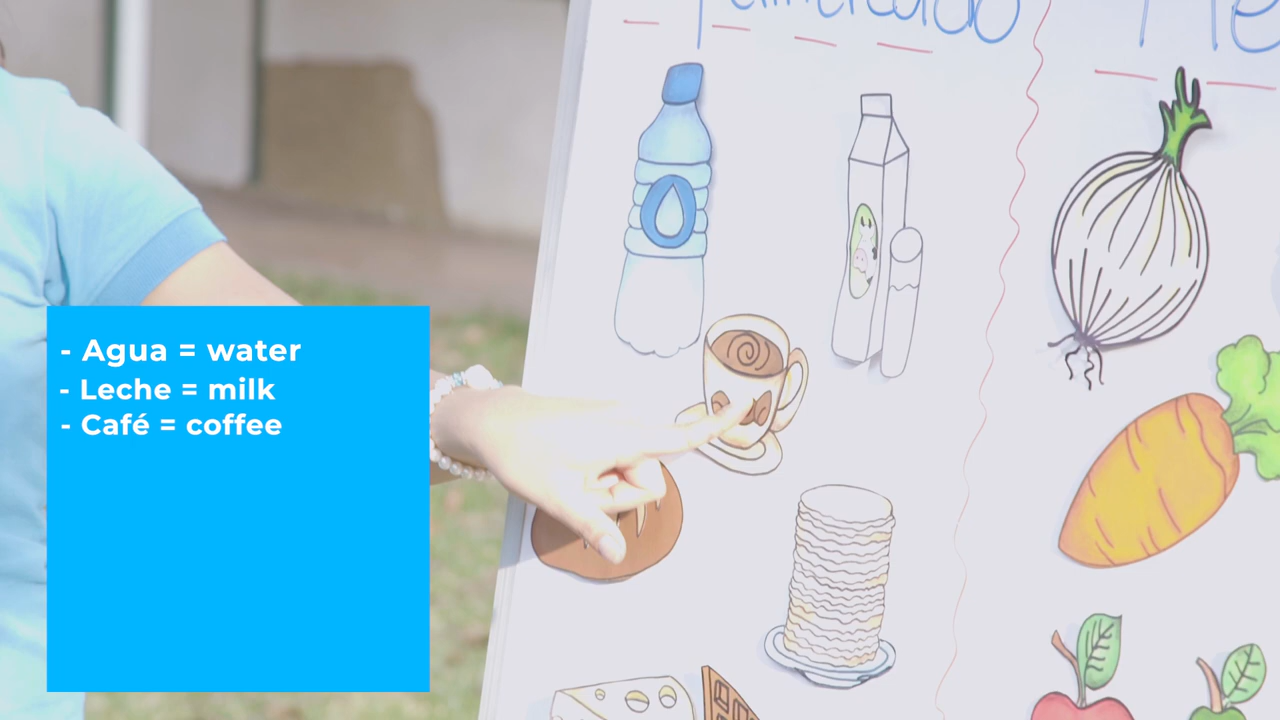 - Agua = water
- Leche = milk
- Café = coffee